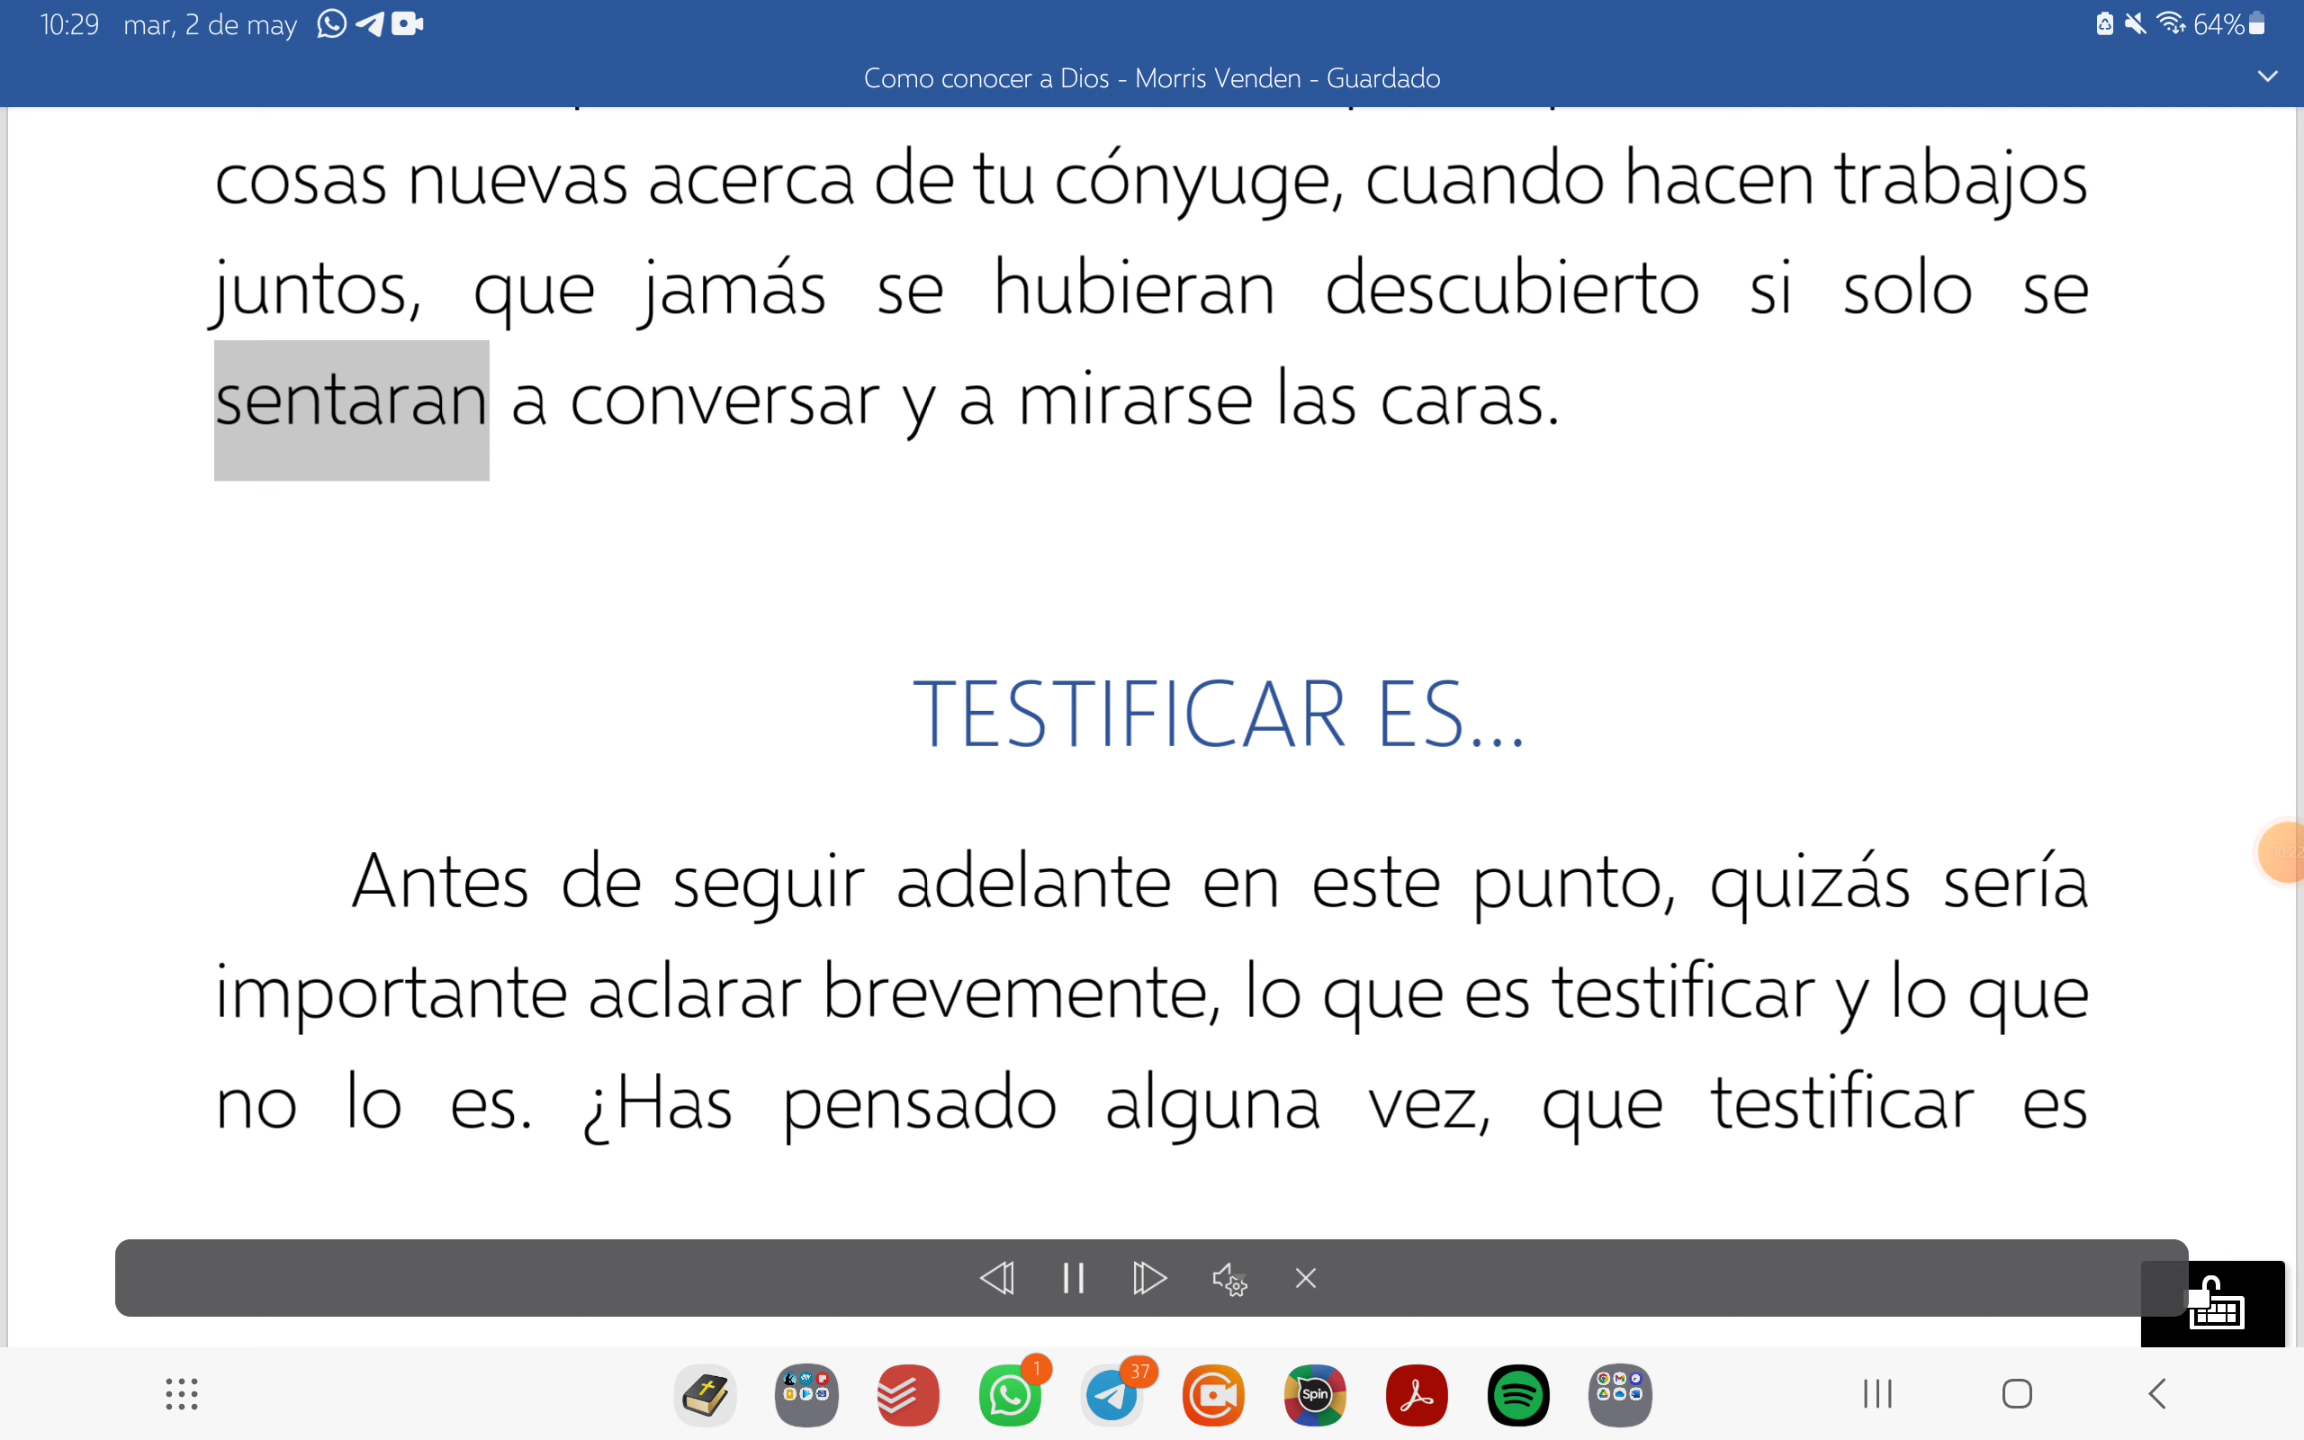 10:29 mar, 2 de may 64%
Como conocer a Dios - Morris Venden - Guardado
cosas nuevas acerca de tu cónyuge, cuando hacen trabajos
juntos, que jamás se hubieran descubierto si solo se
sentaran a conversar y a mirarse las caras.
TESTIFICAR ES...
Antes de seguir adelante en este punto, quizás sería
importante aclarar brevemente, lo que es testificar y lo que
no lo es. ¿Has pensado alguna vez, que testificar es
1
37
Spin